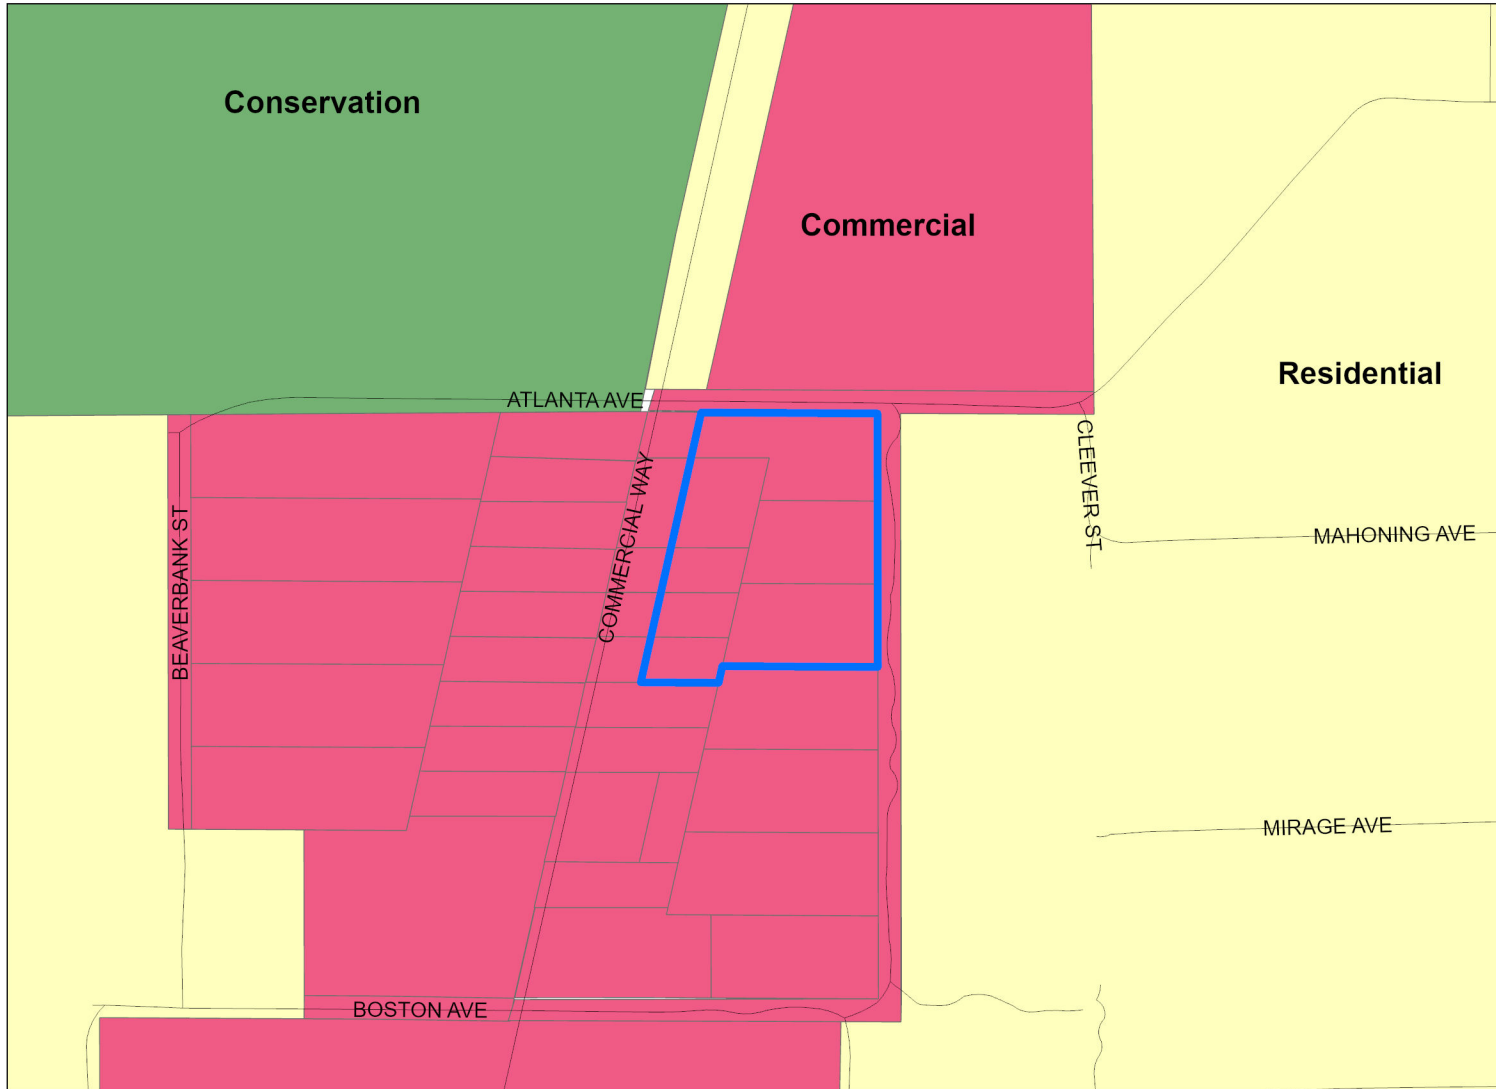 Conservation
Commercial
Residential
ATLANTA AVE
CLEEVER ST
COMMERCIAL WAY
BEAVERBANK ST
MAHONING AVE
MIRAGE AVE
BOSTON AVE